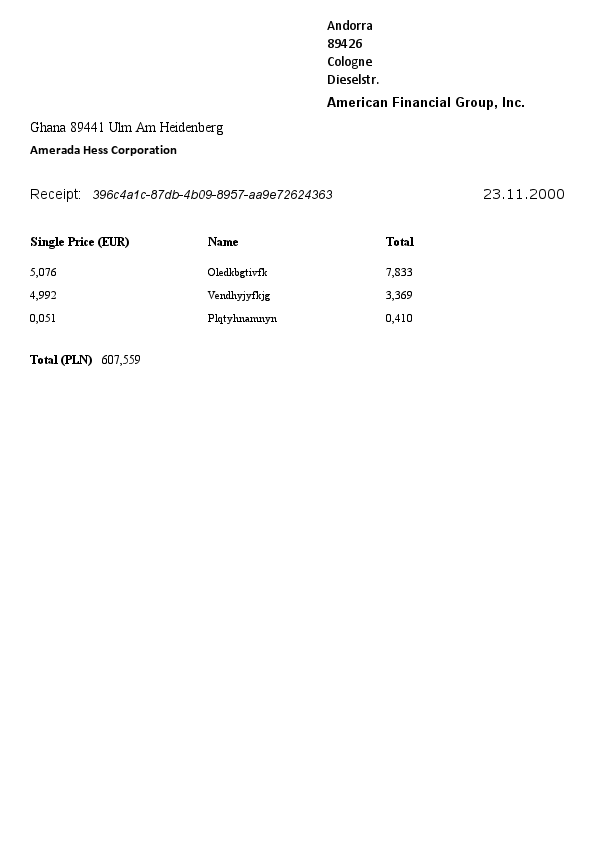 Andorra
89426
Cologne
Dieselstr.
American Financial Group, Inc.
Ghana 89441 Ulm Am Heidenberg
Amerada Hess Corporation
Receipt: 396c4a1c-87db-4b09-8957-aa9e72624363 23.11.2000
Single Price (EUR) Name Total
5,076 Oledkbgtivfk 7,833
4,992 Vendhyjyfkjg 3,369
0,051 Plqtyhnamnyn 0,410
Total (PLN) 607,559